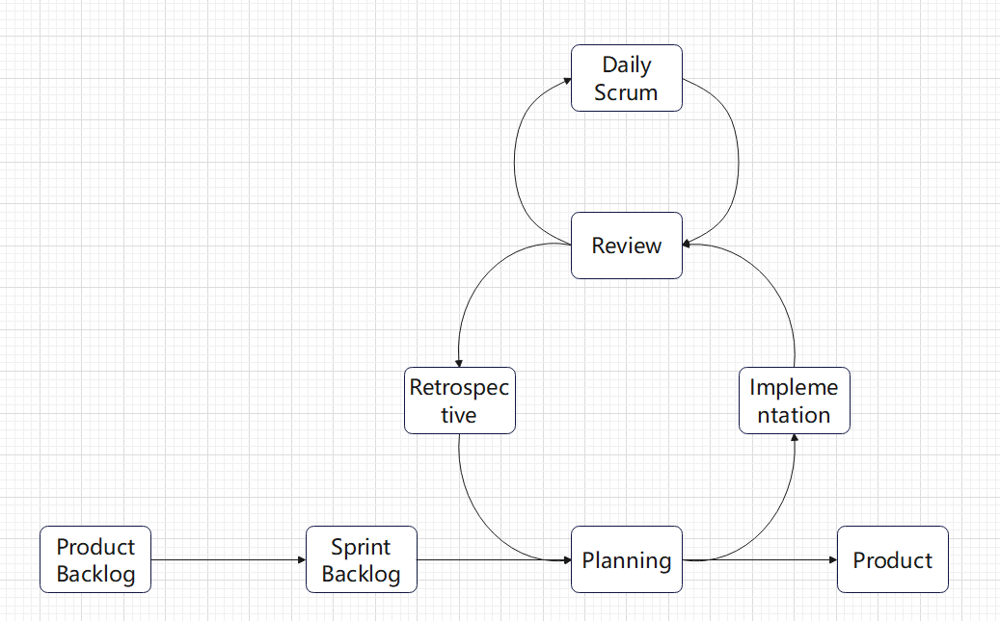 Daily
Scrum
Review
Retrospec
tive
Impleme
ntation
Product
Backlog
Sprint
Backlog
Planning
Product